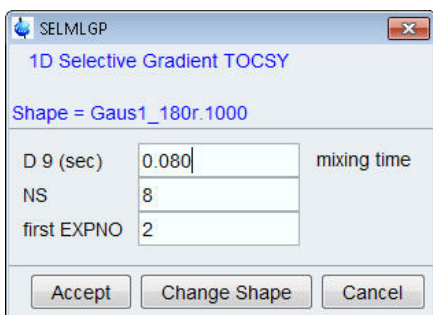 SELMLGP
1D Selective Gradient TOCSY
Shape = Gaus1_180r.1000
D 9 (sec) 0.080 mixing time
NS 8
first EXPNO 2
Accept Change Shape Cancel